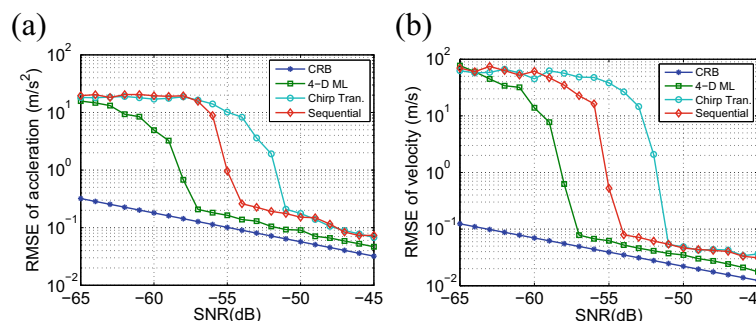 (a)
RMSE of accleration (m/s²)
10²
10¹
10⁰
10⁻¹
10⁻²
−65
−60
−55
−50
−45
SNR(dB)
CRB
4−D ML
Chirp Tran.
Sequential
(b)
RMSE of velocity (m/s)
10²
10¹
10⁰
10⁻¹
10⁻²
−65
−60
−55
−50
−45
SNR(dB)
CRB
4−D ML
Chirp Tran.
Sequential